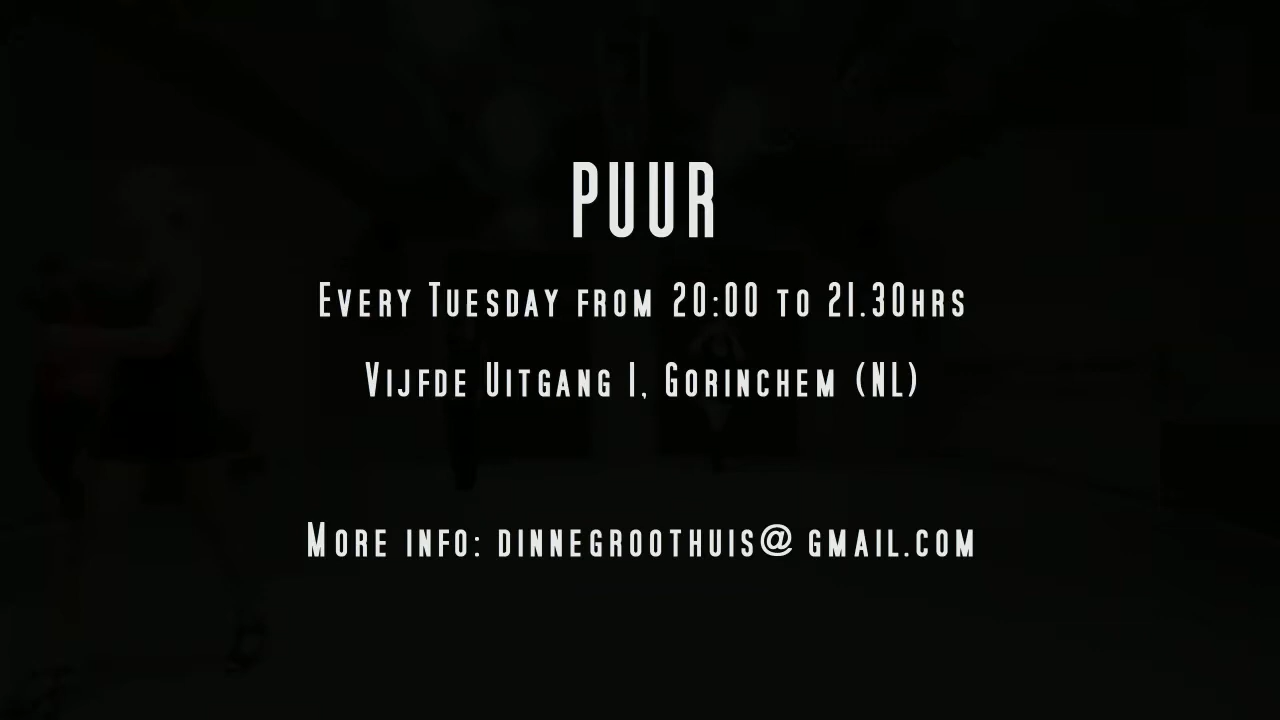 PUUR
Every Tuesday from 20:00 to 21.30hrs
Vijfde Uitgang 1, Gorinchem (NL)
More info: dinnegroothuis@ gmail.com